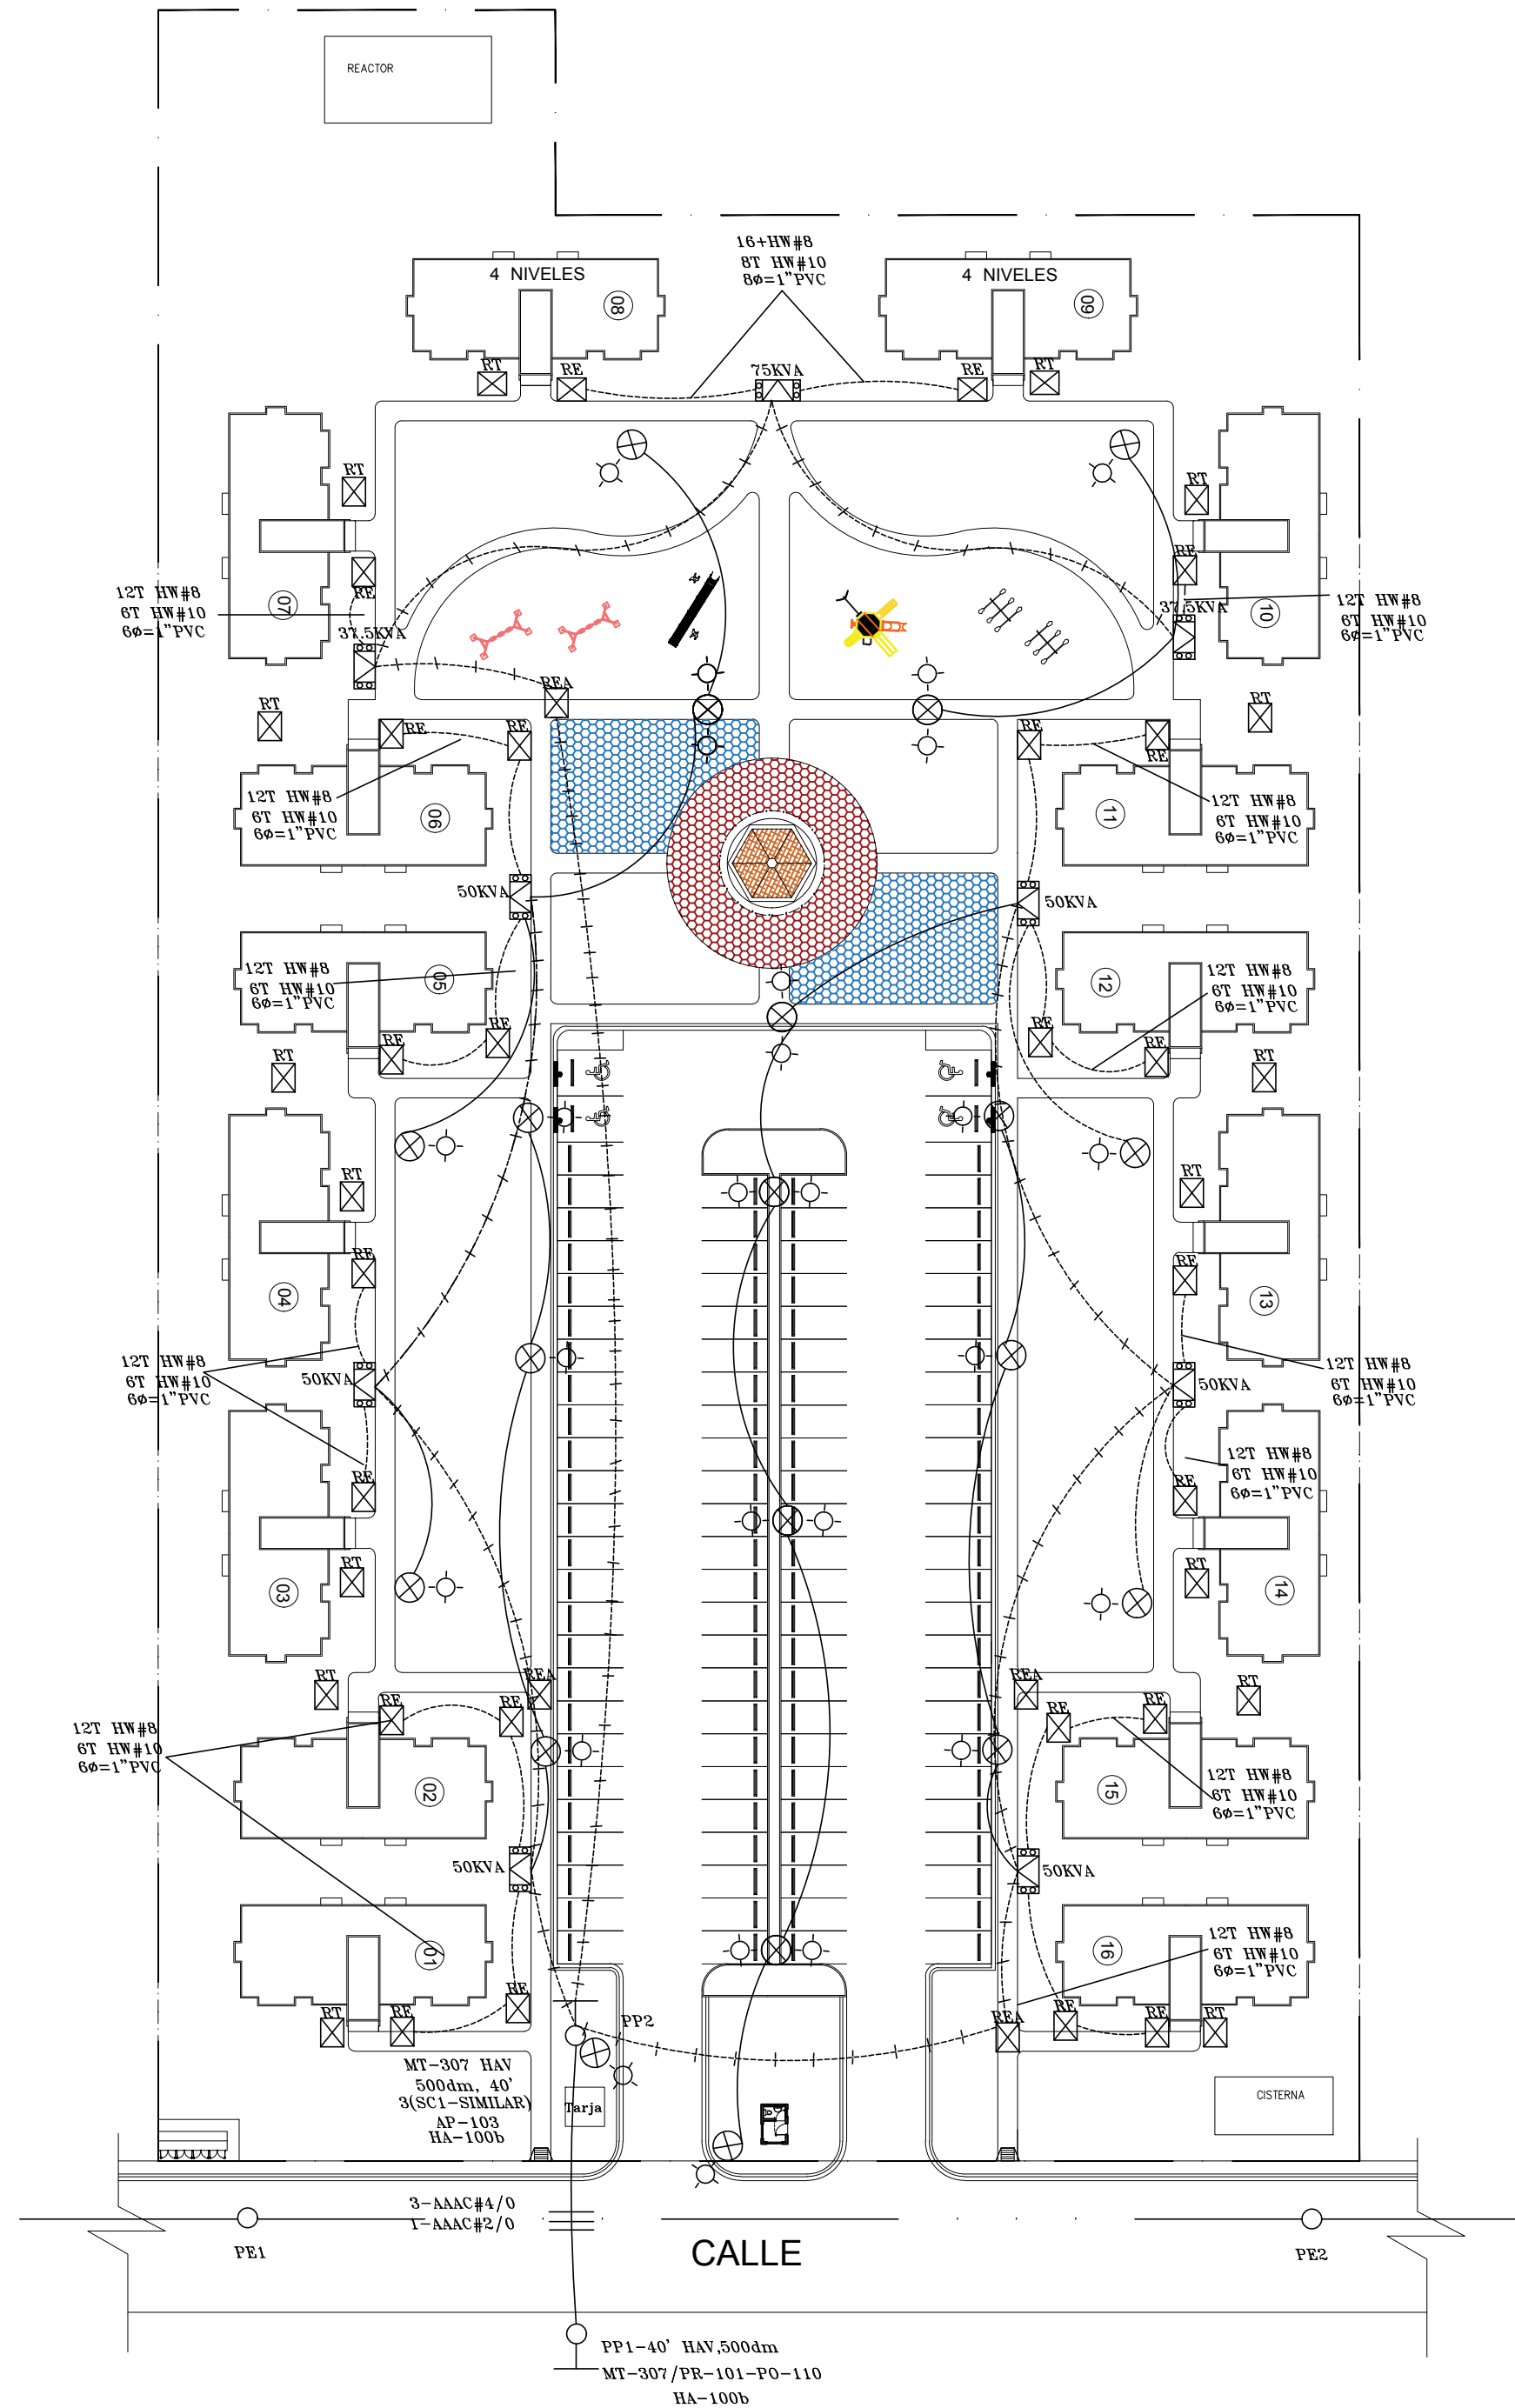 REACTOR
16+HW#8
8T HW#10
8ø=1"PVC
4 NIVELES
4 NIVELES
08
09
RT
RE
75KVA
RE
RT
RT
RT
RE
RE
07
10
12T HW#8
6T HW#10
6ø=1"PVC
37.5KVA
37.5KVA
12T HW#8
6T HW#10
6ø=1"PVC
REA
RT
RT
RE
RE
RE
RE
12T HW#8
6T HW#10
6ø=1"PVC
06
11
12T HW#8
6T HW#10
6ø=1"PVC
50KVA
50KVA
12T HW#8
6T HW#10
6ø=1"PVC
05
12
12T HW#8
6T HW#10
6ø=1"PVC
RE
RE
RE
RE
RT
RT
RT
RT
RE
RE
04
13
12T HW#8
6T HW#10
6ø=1"PVC
50KVA
50KVA
12T HW#8
6T HW#10
6ø=1"PVC
12T HW#8
6T HW#10
6ø=1"PVC
RE
RE
RT
RT
03
14
RT
REA
REA
RT
RE
RE
RE
RE
12T HW#8
6T HW#10
6ø=1"PVC
02
15
12T HW#8
6T HW#10
6ø=1"PVC
50KVA
50KVA
01
16
12T HW#8
6T HW#10
6ø=1"PVC
RT
RE
RE
PP2
REA
RE
RE
RT
MT-307 HAV
500dm, 40'
3(SC1-SIMILAR)
AP-103
HA-100b
Tarja
CISTERNA
3-AAAC#4/0
1-AAAC#2/0
CALLE
PE1
PE2
PP1-40' HAV,500dm
MT-307/PR-101-PO-110
HA-100b